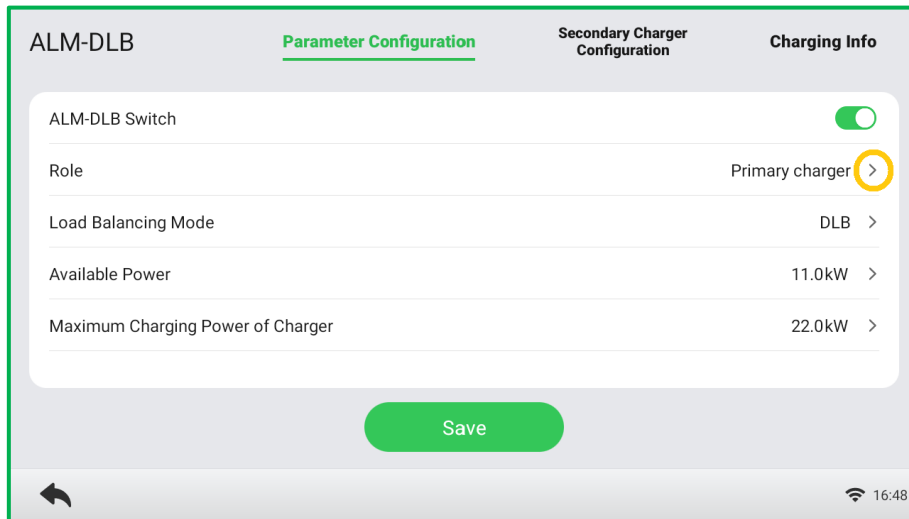 ALM-DLB
Parameter Configuration
Secondary Charger
Configuration
Charging Info
ALM-DLB Switch
Role
Primary charger
Load Balancing Mode
DLB
Available Power
11.0kW
Maximum Charging Power of Charger
22.0kW
Save
16:48